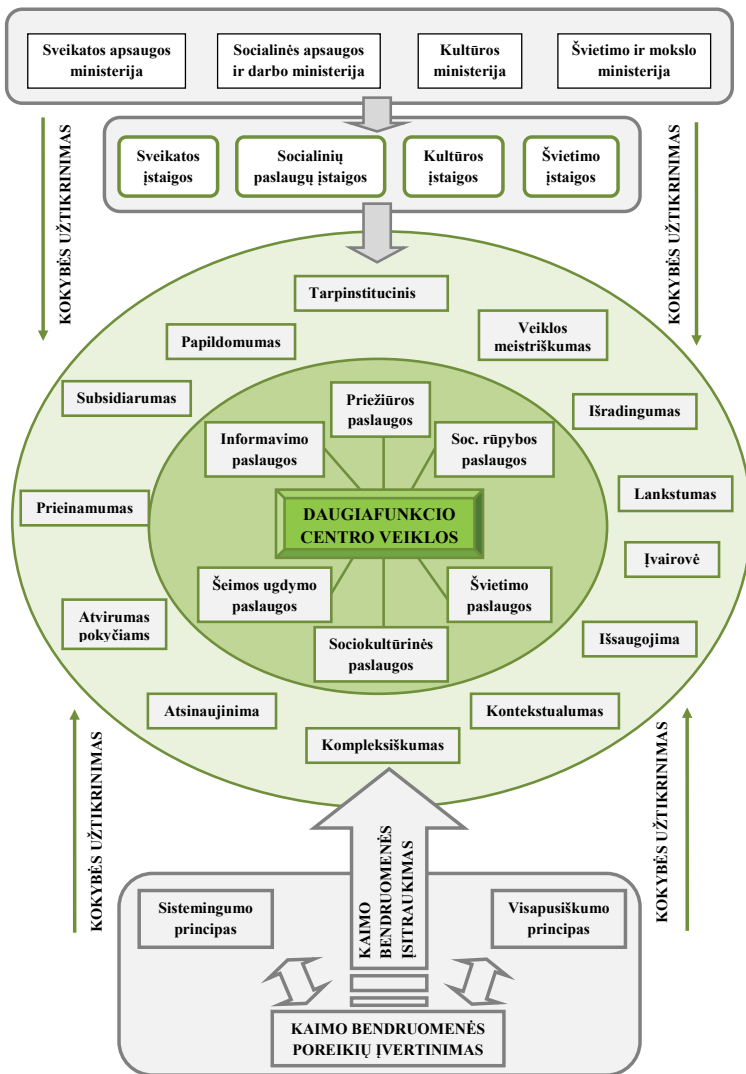 Sveikatos apsaugos
ministerija
Socialinės apsaugos
ir darbo ministerija
Kultūros
ministerija
Švietimo ir mokslo
ministerija
KOKYBĖS UŽTIKRINIMAS
KOKYBĖS UŽTIKRINIMAS
Sveikatos
įstaigos
Socialinių
paslaugų įstaigos
Kultūros
įstaigos
Švietimo
įstaigos
Tarpinstitucinis
Papildomumas
Veiklos
meistriškumas
Subsidiarumas
Išradingumas
Prieinamumas
Lankstumas
Įvairovė
Atvirumas
pokyčiams
Išsaugojima
Atsinaujinima
Kontekstualumas
Kompleksiškumas
Priežiūros
paslaugos
Informavimo
paslaugos
Soc. rūpybos
paslaugos
DAUGIAFUNKCIO
CENTRO VEIKLOS
Šeimos ugdymo
paslaugos
Švietimo
paslaugos
Sociokultūrinės
paslaugos
KOKYBĖS UŽTIKRINIMAS
KOKYBĖS UŽTIKRINIMAS
KAIMO
BENDRUOMENĖS
ĮSITRAUKIMAS
Sistemingumo
principas
Visapusiškumo
principas
KAIMO BENDRUOMENĖS
POREIKIŲ ĮVERTINIMAS